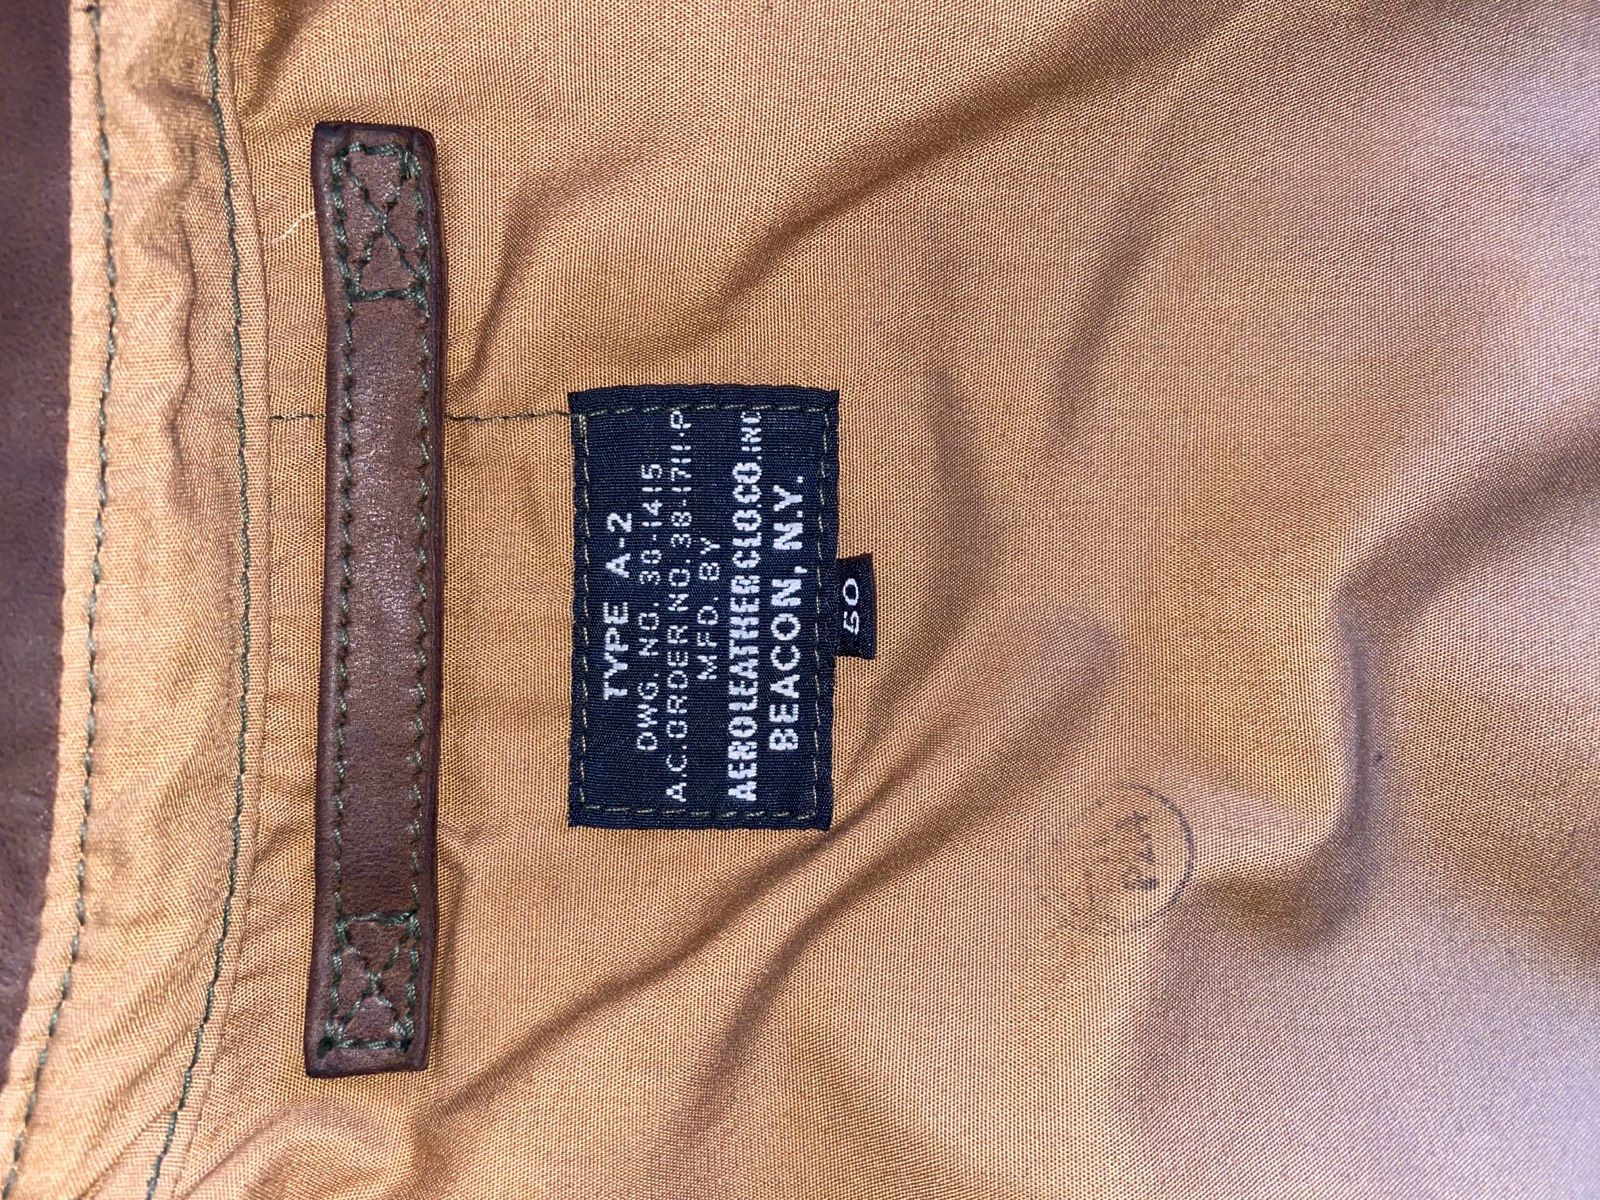 TYPE A-2
DWG. NO. 30-1415
A.C. ORDER NO. 38-1711-P
MFD. BY
AERO LEATHER CLO.CO.INC
BEACON, N.Y.
50